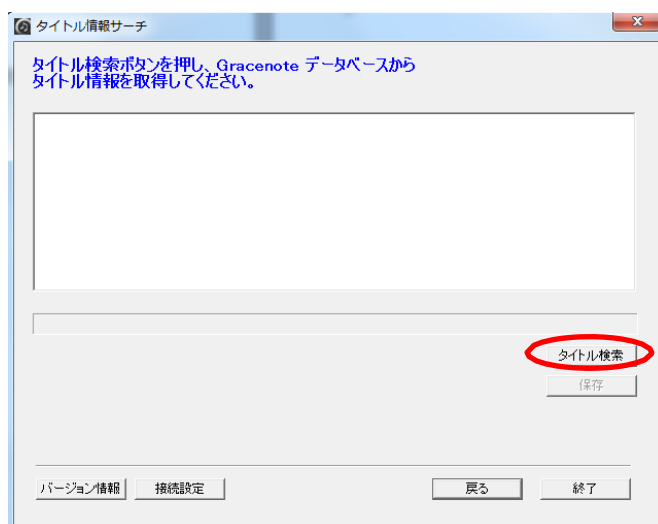 タイトル情報サーチ
タイトル検索ボタンを押し、Gracenote データベースから
タイトル情報を取得してください。
タイトル検索
保存
バージョン情報 接続設定 戻る 終了